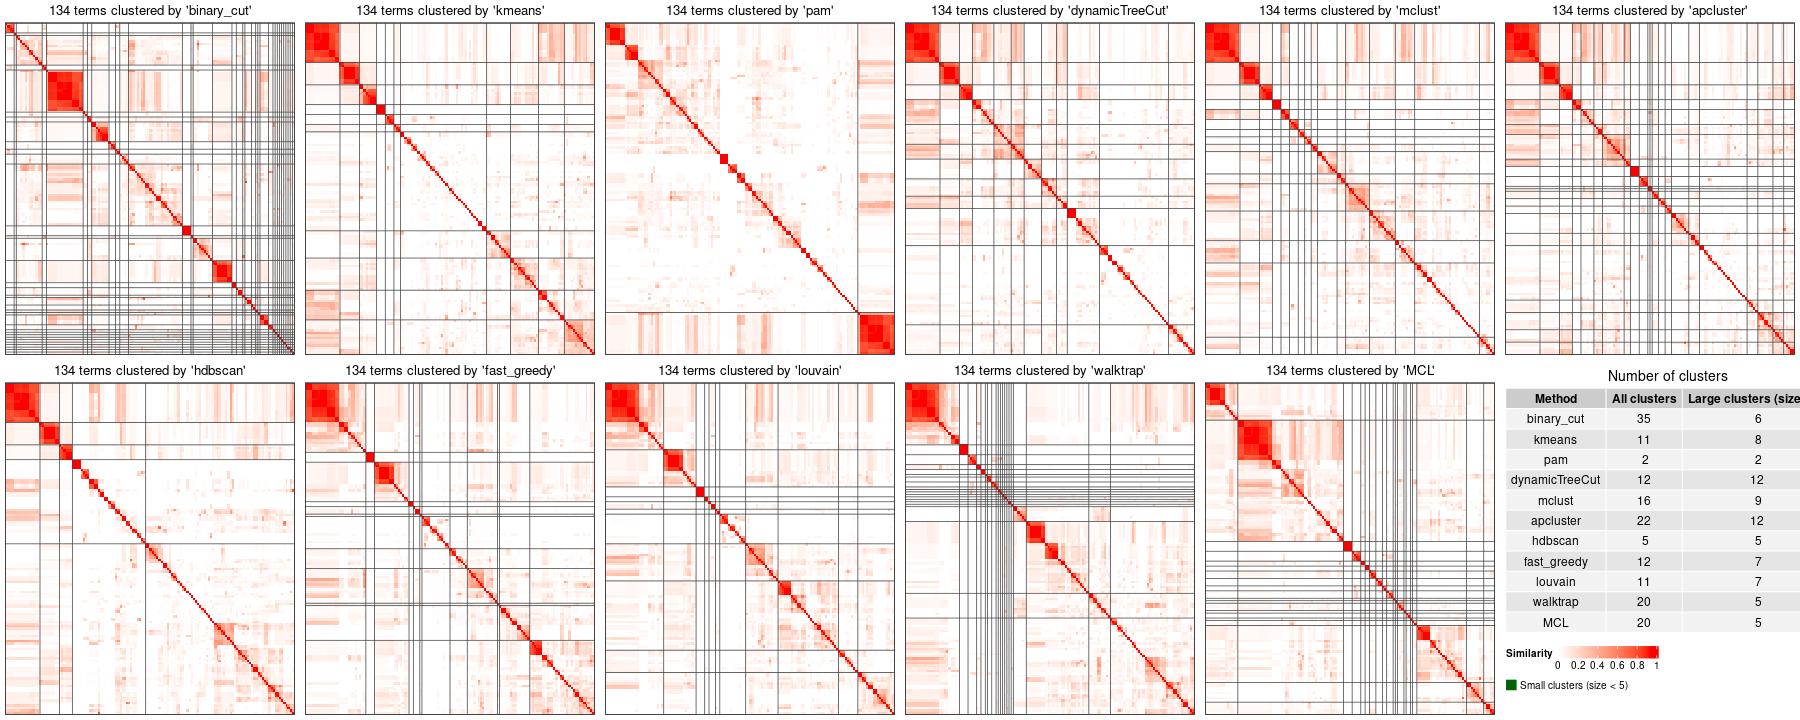 134 terms clustered by 'binary_cut'
134 terms clustered by 'kmeans'
134 terms clustered by 'pam'
134 terms clustered by 'dynamicTreeCut'
134 terms clustered by 'mclust'
134 terms clustered by 'apcluster'
134 terms clustered by 'hdbscan'
134 terms clustered by 'fast_greedy'
134 terms clustered by 'louvain'
134 terms clustered by 'walktrap'
134 terms clustered by 'MCL'
Number of clusters
Method All clusters Large clusters (size
binary_cut 35 6
kmeans 11 8
pam 2 2
dynamicTreeCut 12 12
mclust 16 9
apcluster 22 12
hdbscan 5 5
fast_greedy 12 7
louvain 11 7
walktrap 20 5
MCL 20 5
Similarity
0 0.2 0.4 0.6 0.8 1
Small clusters (size < 5)